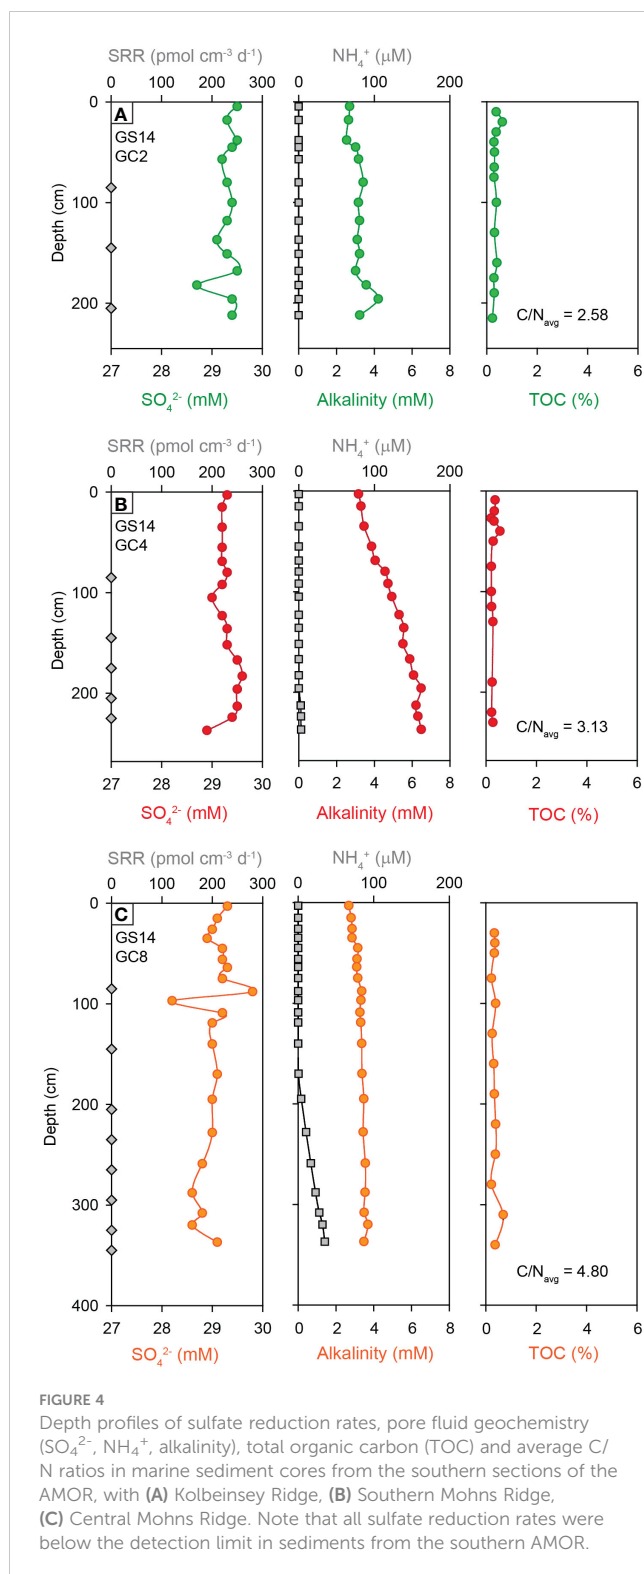 SRR (pmol cm⁻³ d⁻¹) NH₄⁺ (μM)
0 100 200 300 0 100 200
A
GS14
GC2
Depth (cm)
0
100
200
C/Nₐᵥ₉ = 2.58
27 28 29 30 0 2 4 6 8 0 2 4 6
SO₄²⁻ (mM) Alkalinity (mM) TOC (%)
SRR (pmol cm⁻³ d⁻¹) NH₄⁺ (μM)
0 100 200 300 0 100 200
B
GS14
GC4
Depth (cm)
0
100
200
C/Nₐᵥ₉ = 3.13
27 28 29 30 0 2 4 6 8 0 2 4 6
SO₄²⁻ (mM) Alkalinity (mM) TOC (%)
SRR (pmol cm⁻³ d⁻¹) NH₄⁺ (μM)
0 100 200 300 0 100 200
C
GS14
GC8
Depth (cm)
0
100
200
300
400
C/Nₐᵥ₉ = 4.80
27 28 29 30 0 2 4 6 8 0 2 4 6
SO₄²⁻ (mM) Alkalinity (mM) TOC (%)
FIGURE 4
Depth profiles of sulfate reduction rates, pore fluid geochemistry
(SO₄²⁻, NH₄⁺, alkalinity), total organic carbon (TOC) and average C/
N ratios in marine sediment cores from the southern sections of the
AMOR, with (A) Kolbeinsey Ridge, (B) Southern Mohns Ridge,
(C) Central Mohns Ridge. Note that all sulfate reduction rates were
below the detection limit in sediments from the southern AMOR.